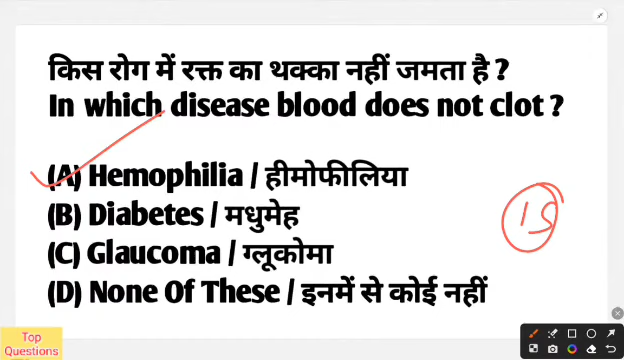 किस रोग में रक्त का थक्का नहीं जमता है ?
In which disease blood does not clot ?
(A) Hemophilia / हीमोफीलिया
(B) Diabetes / मधुमेह
(C) Glaucoma / ग्लूकोमा
(D) None Of These / इनमें से कोई नहीं
15
Top
Questions